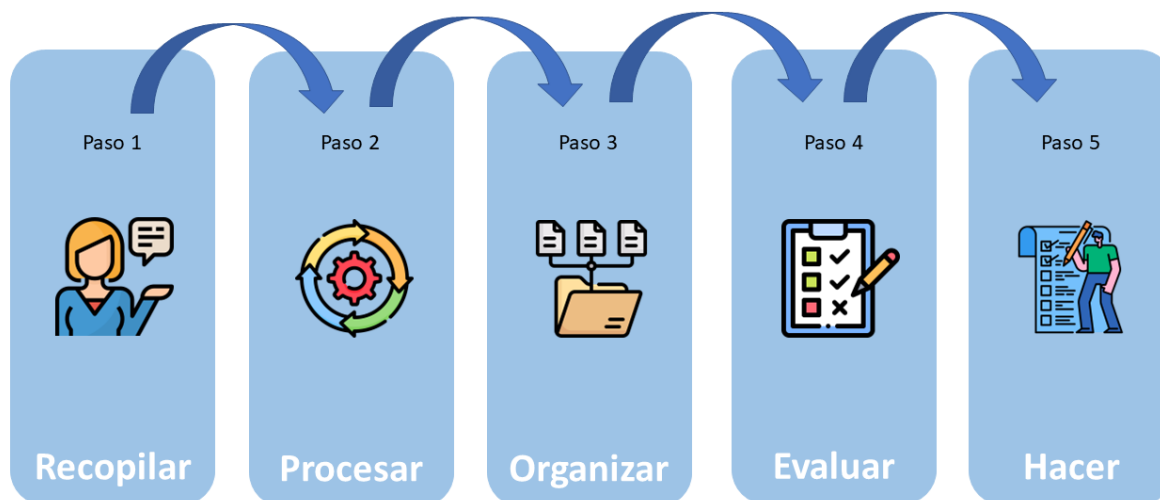 Paso 1
Paso 2
Paso 3
Paso 4
Paso 5
Recopilar
Procesar
Organizar
Evaluar
Hacer